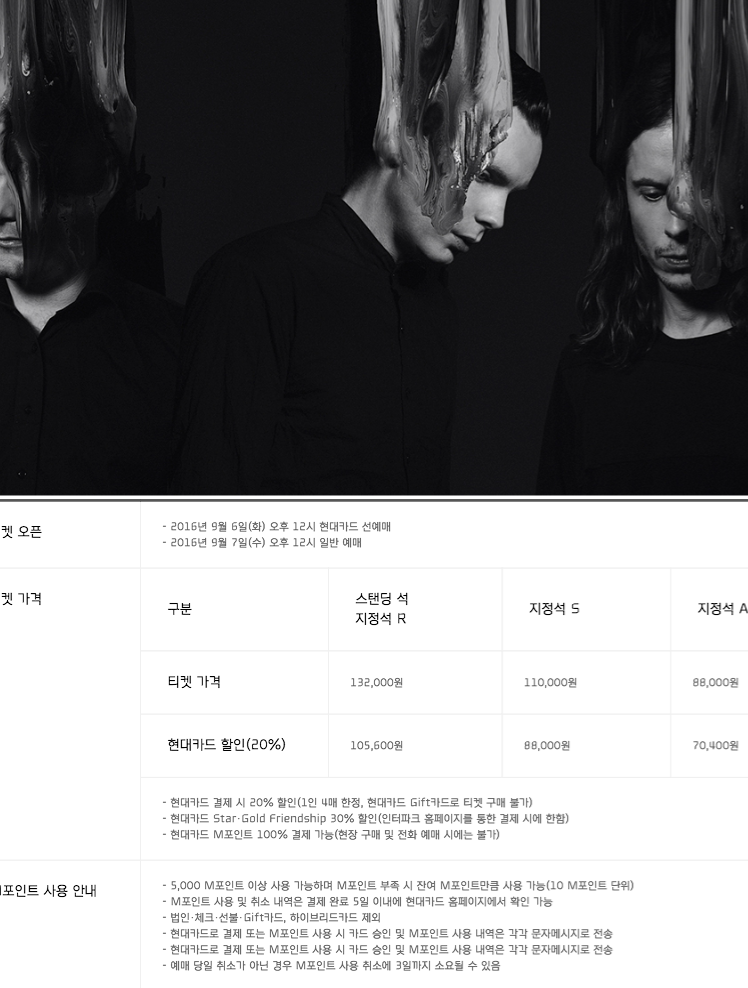 켓 오픈
- 2016년 9월 6일(화) 오후 12시 현대카드 선예매
- 2016년 9월 7일(수) 오후 12시 일반 예매
켓 가격
구분
스탠딩 석
지정석 R
지정석 S
지정석 A
티켓 가격
132,000원
110,000원
88,000원
현대카드 할인(20%)
105,600원
88,000원
70,400원
- 현대카드 결제 시 20% 할인(1인 4매 한정, 현대카드 Gift카드로 티켓 구매 불가)
- 현대카드 Star·Gold Friendship 30% 할인(인터파크 홈페이지를 통한 결제 시에 한함)
- 현대카드 M포인트 100% 결제 가능(현장 구매 및 전화 예매 시에는 불가)
M포인트 사용 안내
- 5,000 M포인트 이상 사용 가능하며 M포인트 부족 시 잔여 M포인트만큼 사용 가능(10 M포인트 단위)
- M포인트 사용 및 취소 내역은 결제 완료 5일 이내에 현대카드 홈페이지에서 확인 가능
- 법인·체크·선불·Gift카드, 하이브리드카드 제외
- 현대카드로 결제 또는 M포인트 사용 시 카드 승인 및 M포인트 사용 내역은 각각 문자메시지로 전송
- 현대카드로 결제 또는 M포인트 사용 시 카드 승인 및 M포인트 사용 내역은 각각 문자메시지로 전송
- 예매 당일 취소가 아닌 경우 M포인트 사용 취소에 3일까지 소요될 수 있음